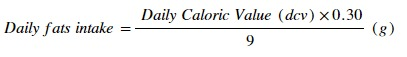 Daily fats intake = Daily Caloric Value (dcv) × 0.30 / 9 (g)